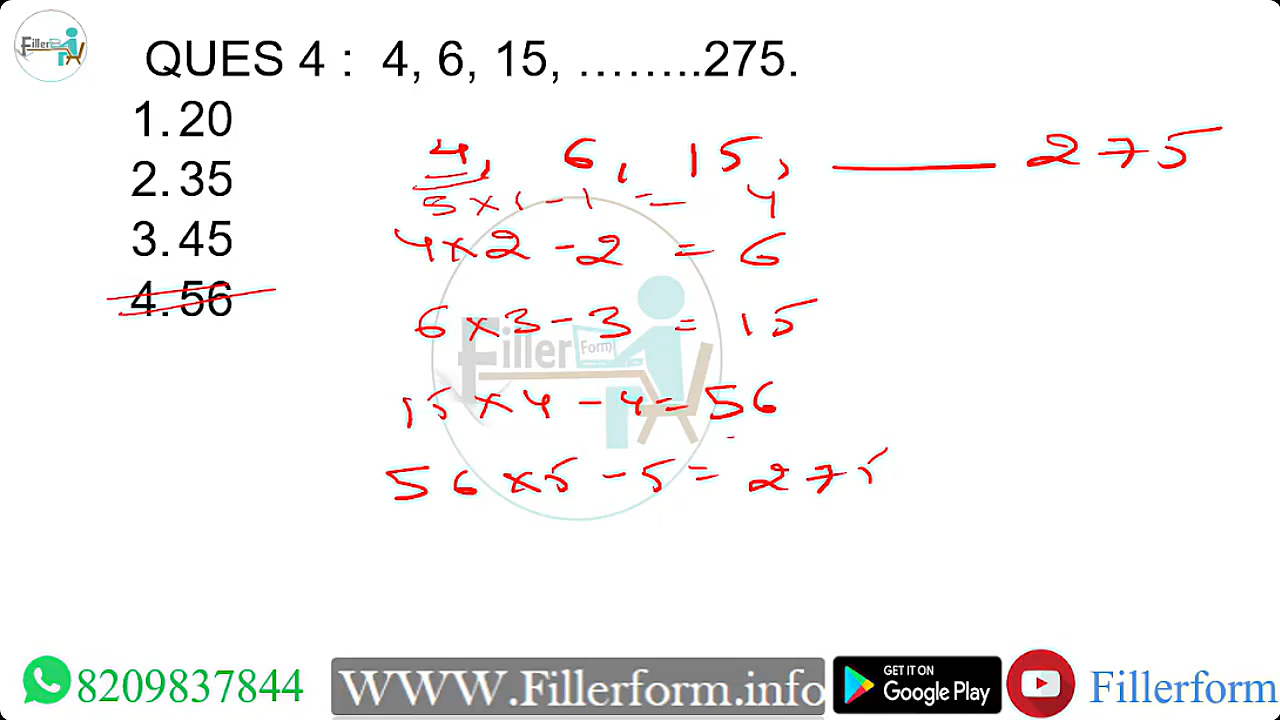 Filler
QUES 4 : 4, 6, 15, ……..275.
1. 20
2. 35
3. 45
4. 56
4, 6, 15, ___ 275
5×1-1 = 4
4×2 -2 = 6
6×3-3 = 15
15×4-4=56
56×5-5=275
Filler Form
8209837844
WWW.Fillerform.info
GET IT ON
Google Play
Fillerform